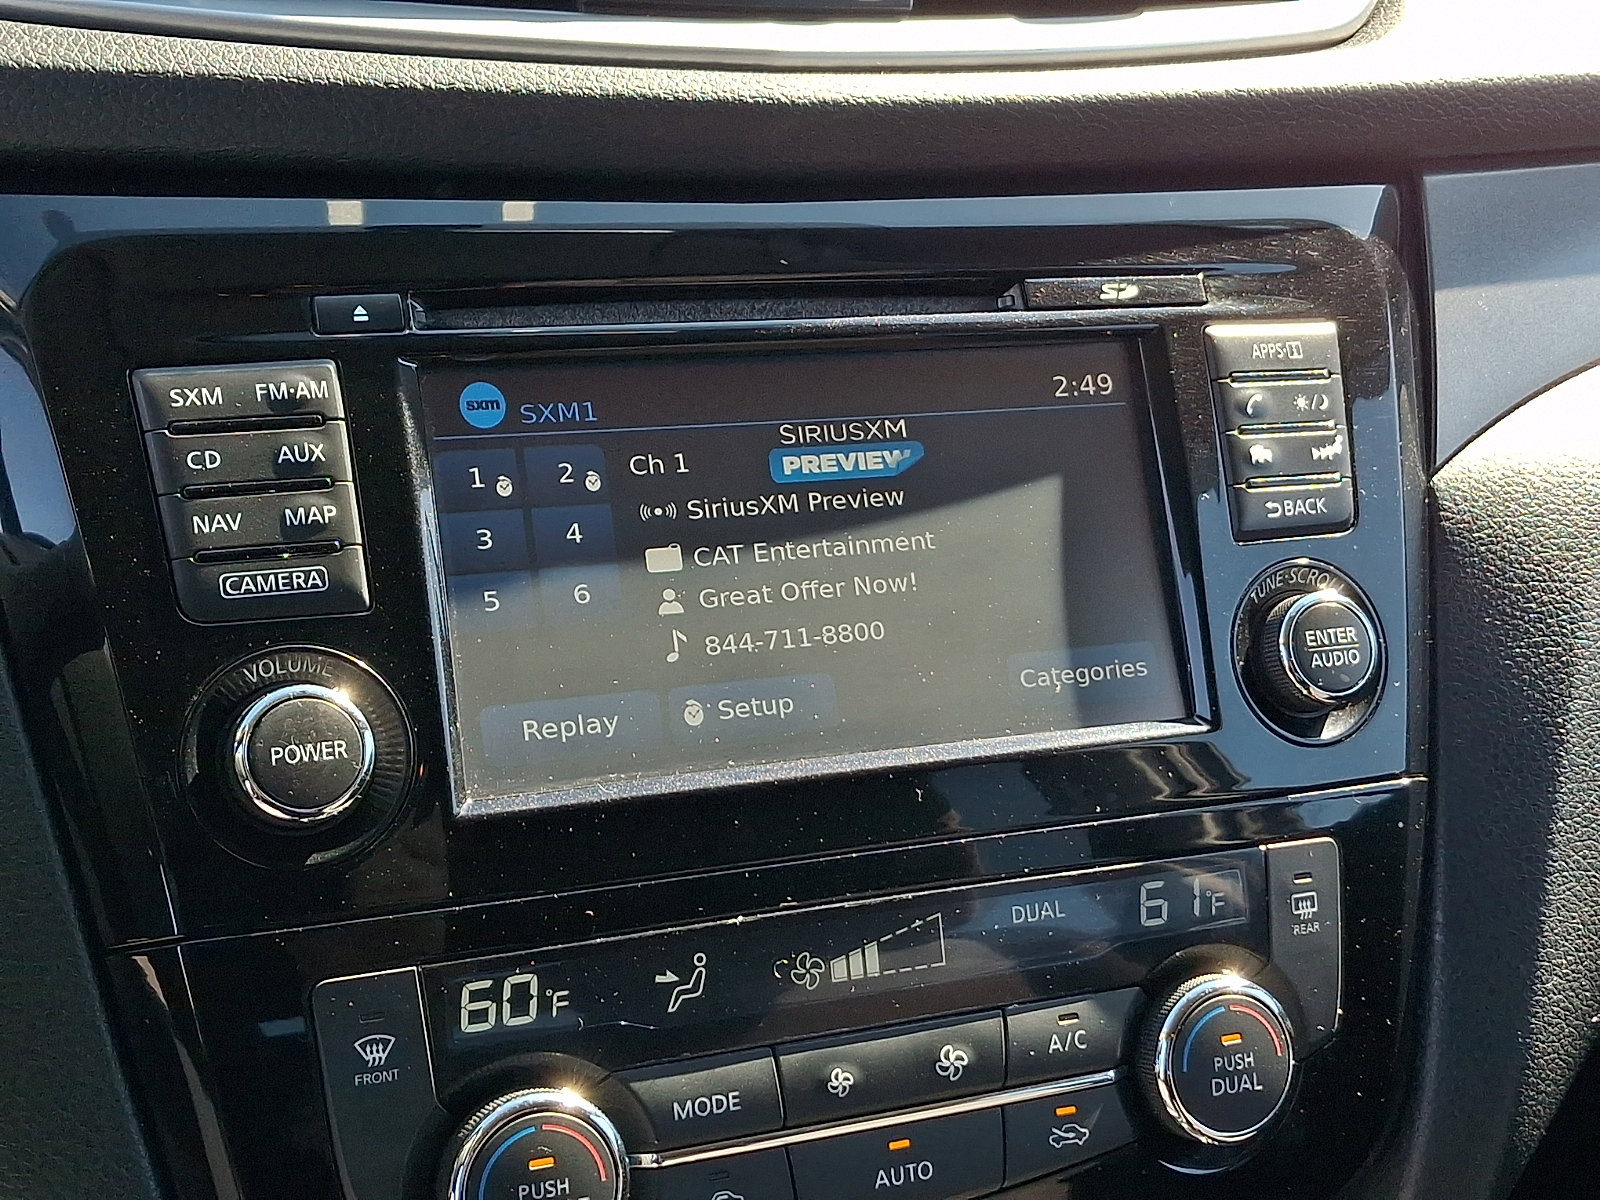 SD
SXM FM·AM
CD AUX
NAV MAP
CAMERA
VOLUME
POWER
sxm SXM1 2:49
SIRIUSXM
PREVIEW
1 2 Ch 1
SiriusXM Preview
3 4
CAT Entertainment
5 6
Great Offer Now!
844-711-8800
Replay Setup Categories
APPS·i
BACK
TUNE·SCROLL
ENTER
AUDIO
60°F DUAL 61°F
REAR
FRONT
MODE
A/C
PUSH
DUAL
AUTO
PUSH